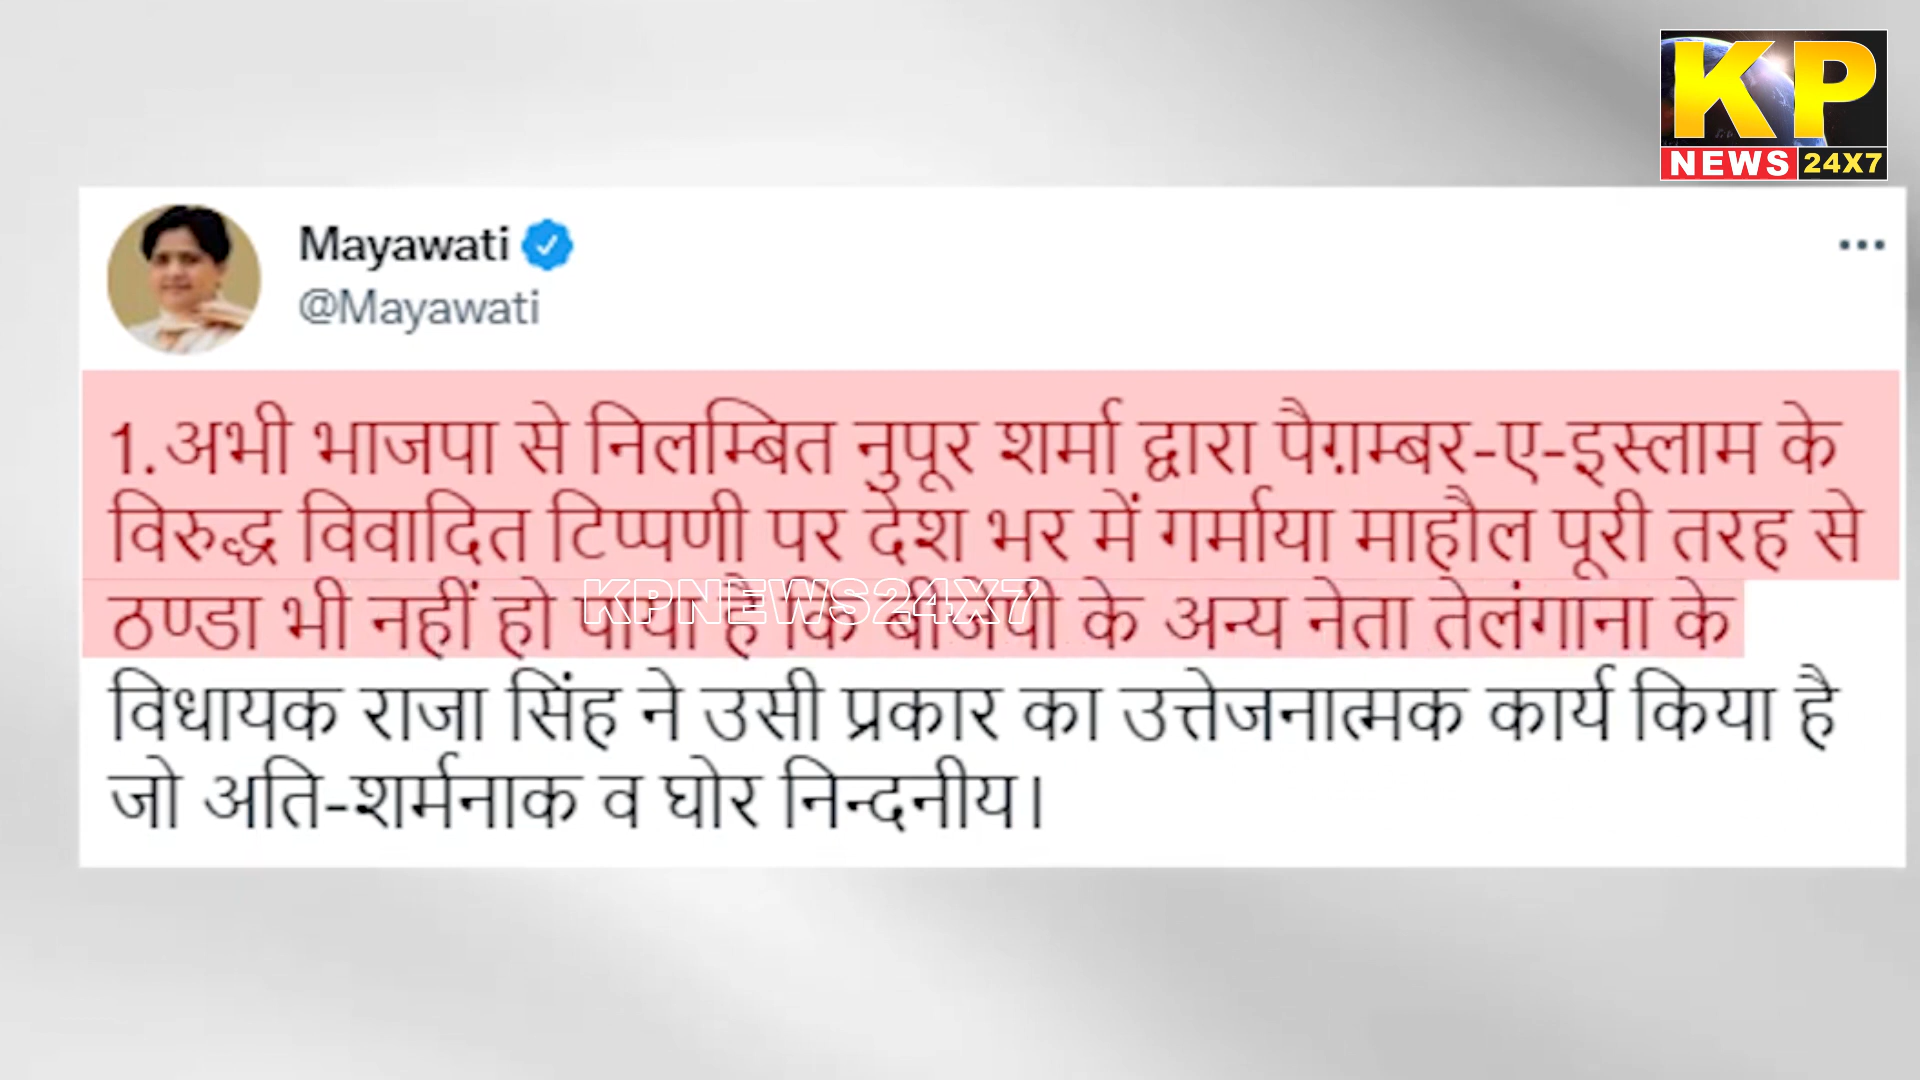 KP
NEWS 24X7
Mayawati
@Mayawati
1.अभी भाजपा से निलम्बित नुपूर शर्मा द्वारा पैग़म्बर-ए-इस्लाम के
विरुद्ध विवादित टिप्पणी पर देश भर में गर्माया माहौल पूरी तरह से
ठण्डा भी नहीं हो पाया है कि बीजेपी के अन्य नेता तेलंगाना के
KPNEWS24X7
विधायक राजा सिंह ने उसी प्रकार का उत्तेजनात्मक कार्य किया है
जो अति-शर्मनाक व घोर निन्दनीय।